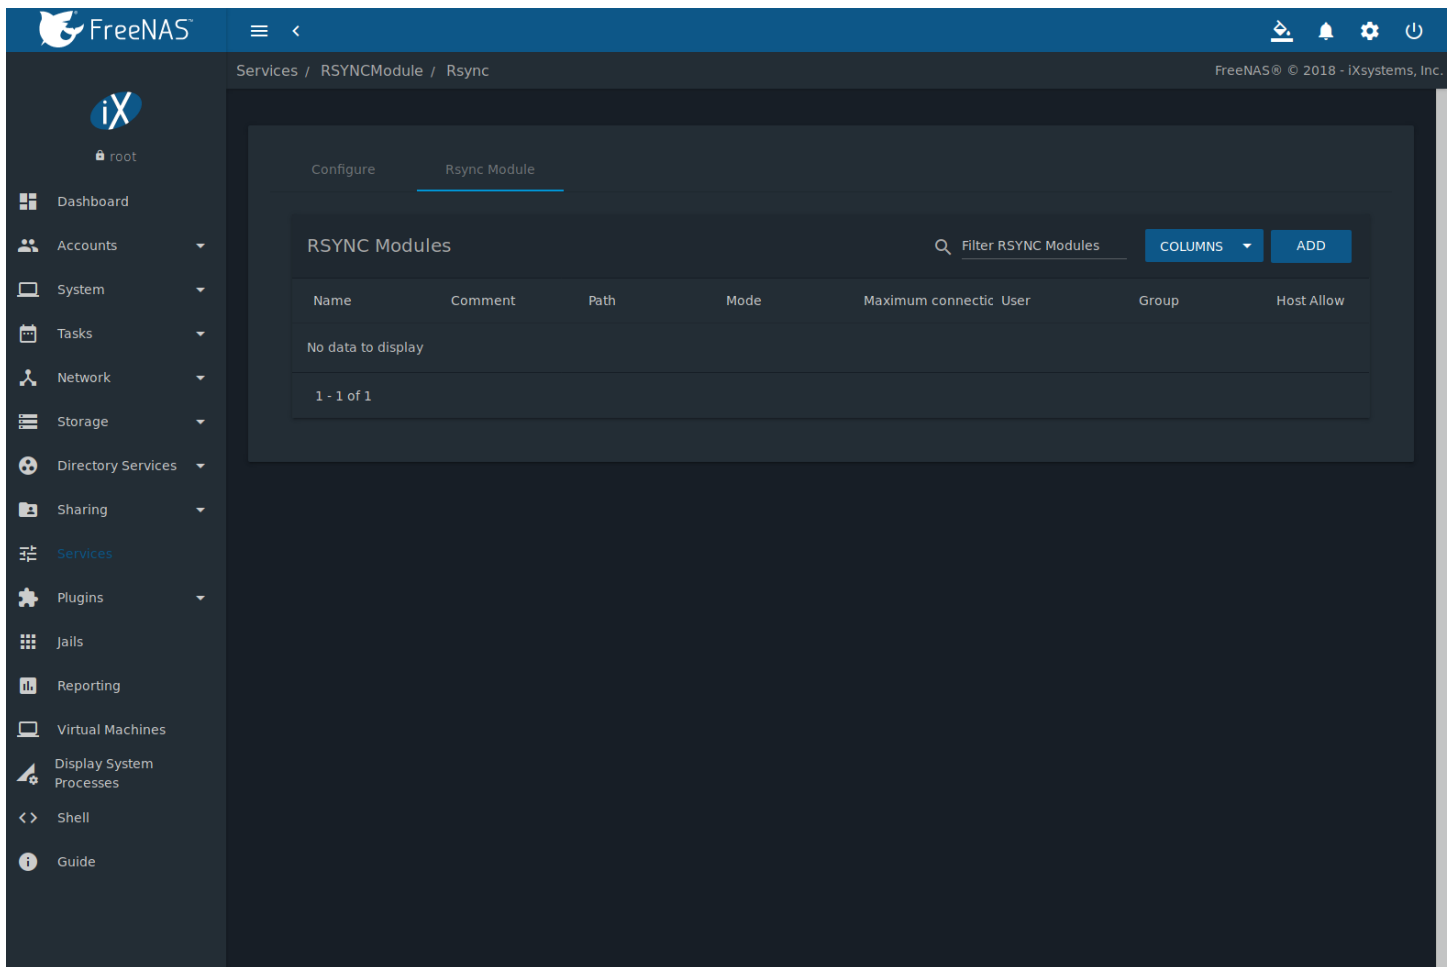 FreeNAS™
Services / RSYNCModule / Rsync
FreeNAS® © 2018 - iXsystems, Inc.
iX
root
Dashboard
Accounts
System
Tasks
Network
Storage
Directory Services
Sharing
Services
Plugins
Jails
Reporting
Virtual Machines
Display System
Processes
Shell
Guide
Configure
Rsync Module
RSYNC Modules
Filter RSYNC Modules
COLUMNS
ADD
Name Comment Path Mode Maximum connectic User Group Host Allow
No data to display
1 - 1 of 1